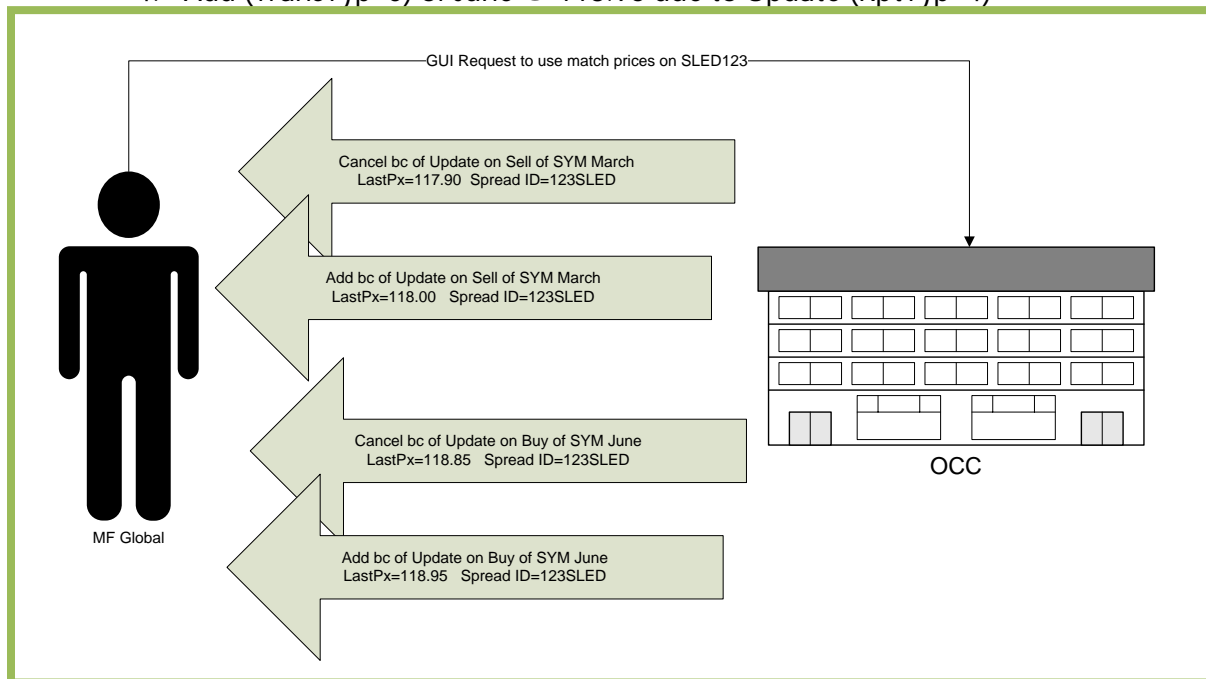 GUI Request to use match prices on SLED123
Cancel bc of Update on Sell of SYM March
LastPx=117.90 Spread ID=123SLED
Add bc of Update on Sell of SYM March
LastPx=118.00 Spread ID=123SLED
Cancel bc of Update on Buy of SYM June
LastPx=118.85 Spread ID=123SLED
OCC
MF Global
Add bc of Update on Buy of SYM June
LastPx=118.95 Spread ID=123SLED